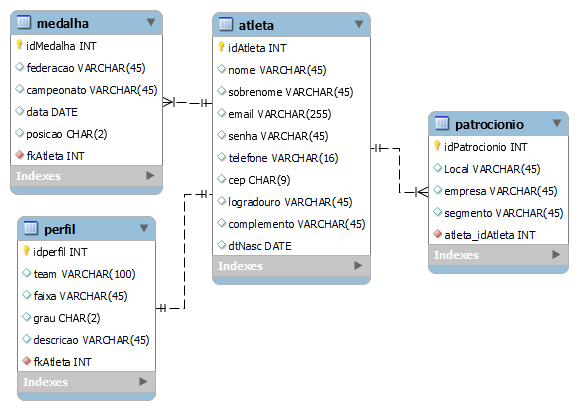 medalha
idMedalha INT
federacao VARCHAR(45)
campeonato VARCHAR(45)
data DATE
posicao CHAR(2)
fkAtleta INT
Indexes
atleta
idAtleta INT
nome VARCHAR(45)
sobrenome VARCHAR(45)
email VARCHAR(255)
senha VARCHAR(45)
telefone VARCHAR(16)
cep CHAR(9)
logradouro VARCHAR(45)
complemento VARCHAR(45)
dtNasc DATE
Indexes
patrocionio
idPatrocionio INT
Local VARCHAR(45)
empresa VARCHAR(45)
segmento VARCHAR(45)
atleta_idAtleta INT
Indexes
perfil
idperfil INT
team VARCHAR(100)
faixa VARCHAR(45)
grau CHAR(2)
descricao VARCHAR(45)
fkAtleta INT
Indexes